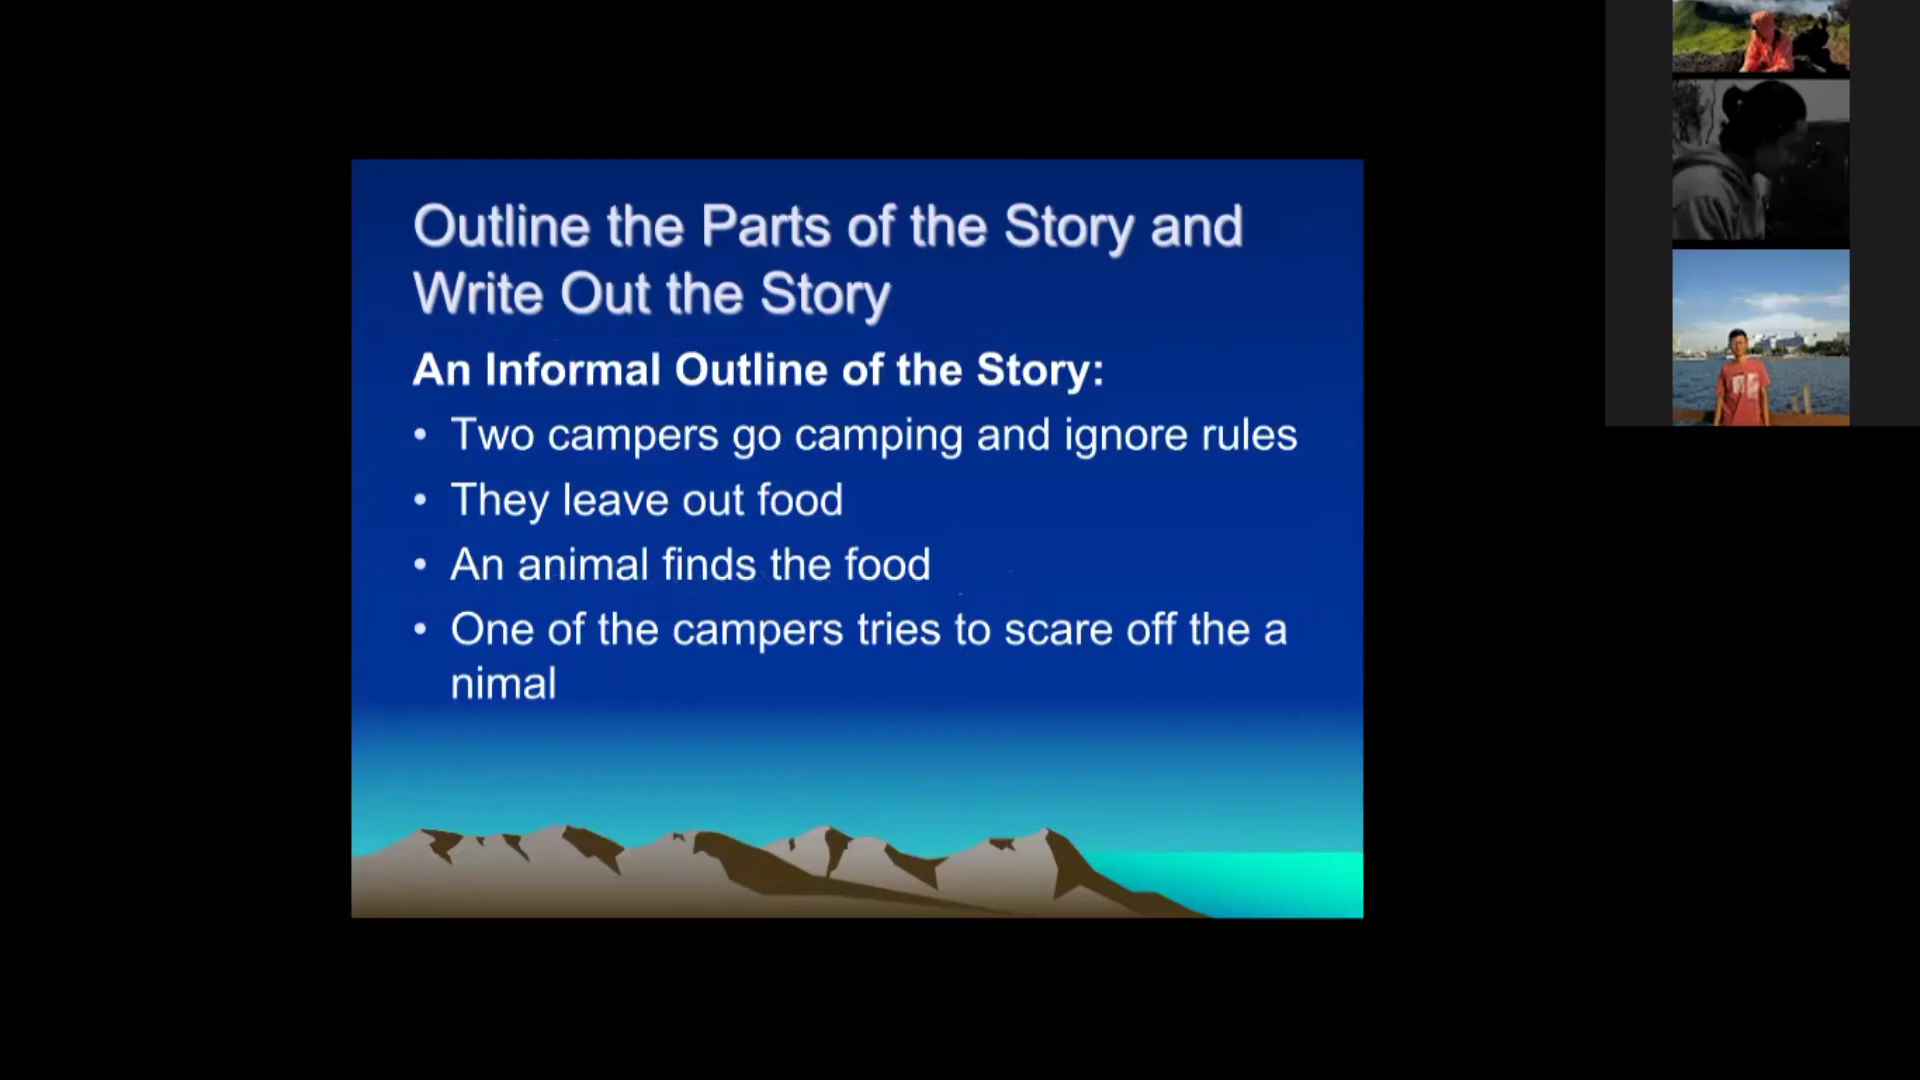 Outline the Parts of the Story and
Write Out the Story
An Informal Outline of the Story:
• Two campers go camping and ignore rules
• They leave out food
• An animal finds the food
• One of the campers tries to scare off the a
nimal